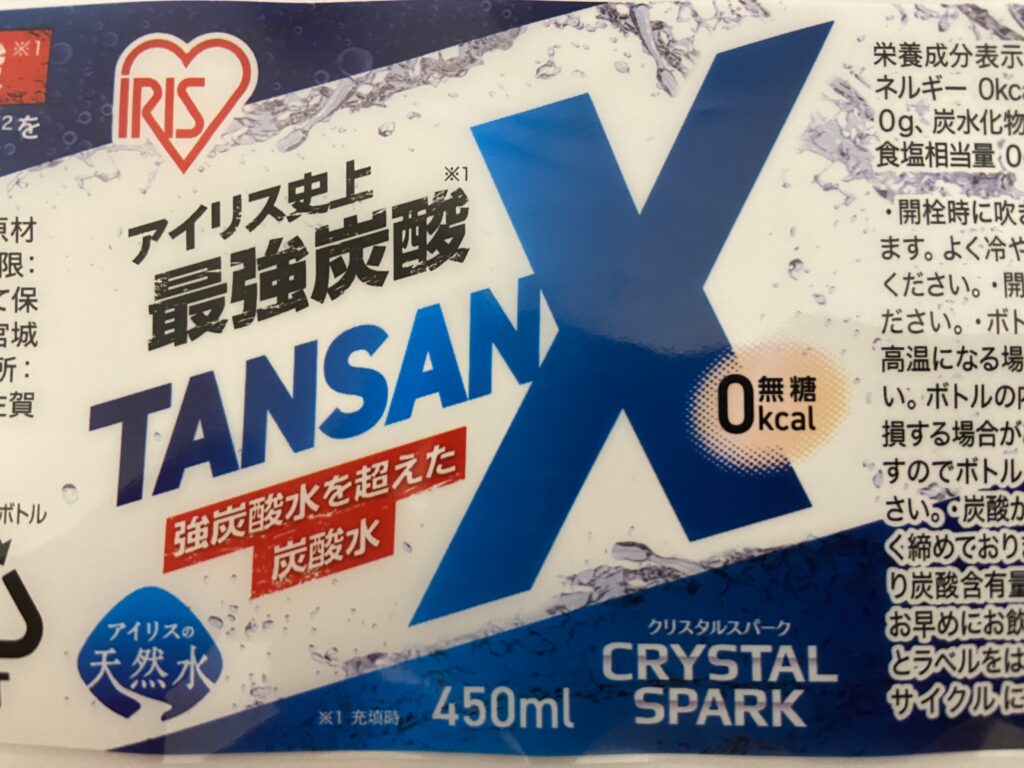 ※1
※2を
IRIS
アイリス史上
最強炭酸※1
TANSAN X
強炭酸水を超えた
炭酸水
0
無糖
kcal
アイリスの
天然水
※1 充填時
450ml
クリスタルスパーク
CRYSTAL
SPARK
原材
限:
て保
宮城
所:
佐賀
ボトル
栄養成分表示
ネルギー 0kca
0g、炭水化物
食塩相当量 0
・開栓時に吹き
ます。よく冷や
ください。・開
ださい。・ボト
高温になる場
い。ボトルの内
損する場合が
すのでボトル
さい。・炭酸が
く締めておりま
り炭酸含有量
お早めにお飲
とラベルをは
サイクルに